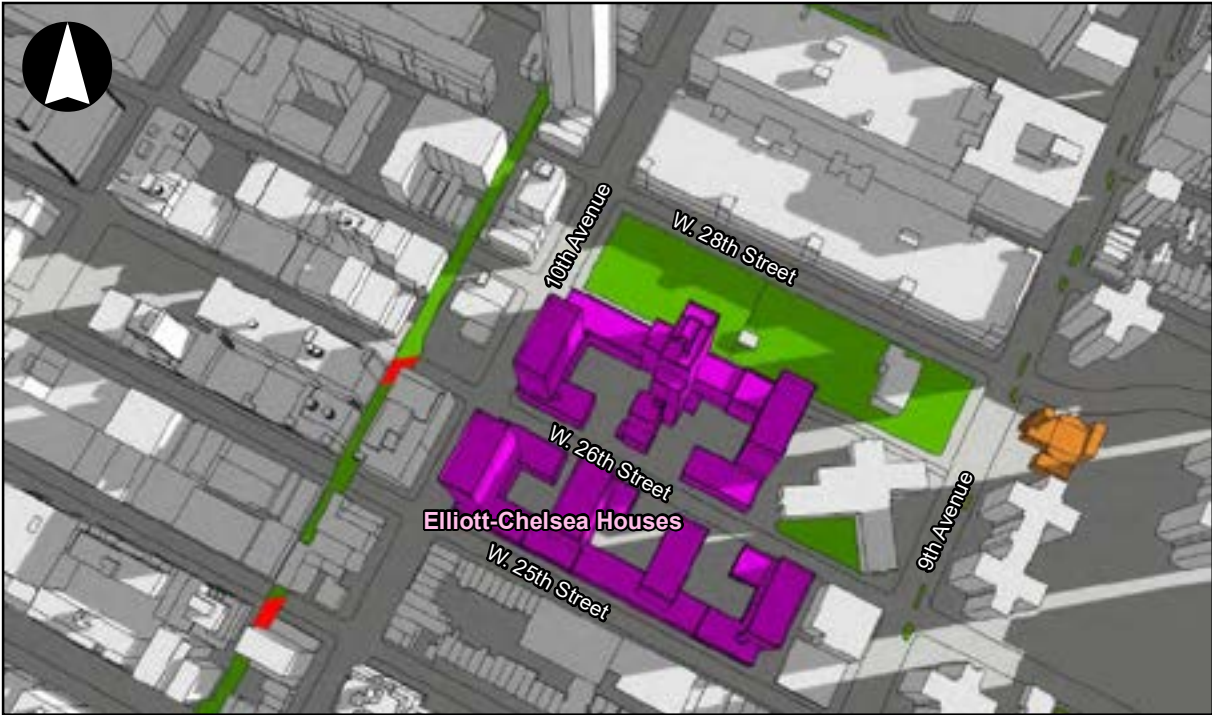 W. 28th Street
10th Avenue
W. 26th Street
Elliott-Chelsea Houses
9th Avenue
W. 25th Street